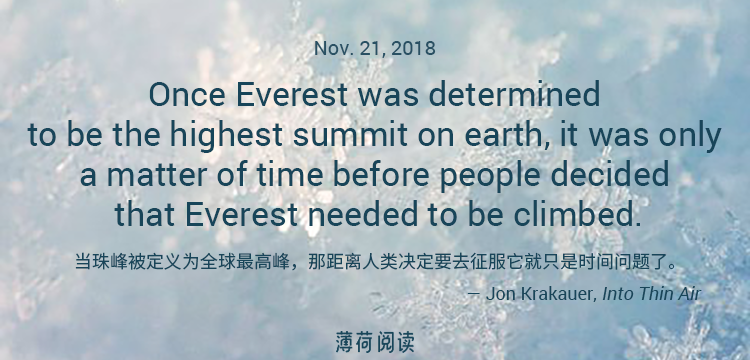 Nov. 21, 2018
Once Everest was determined
to be the highest summit on earth, it was only
a matter of time before people decided
that Everest needed to be climbed.
当珠峰被定义为全球最高峰，那距离人类决定要去征服它就只是时间问题了。
— Jon Krakauer, Into Thin Air
薄荷阅读